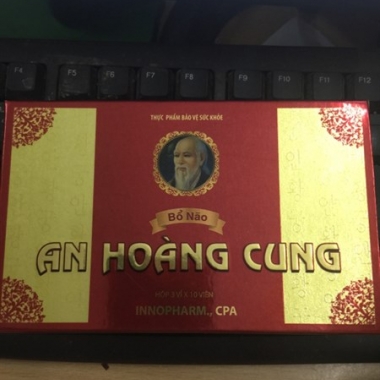 F4 F5 F6 F7 F8 F9 F10 F11 F12
THỰC PHẨM BẢO VỆ SỨC KHỎE
Bổ Não
AN HOÀNG CUNG
INNOPHARM., CPA